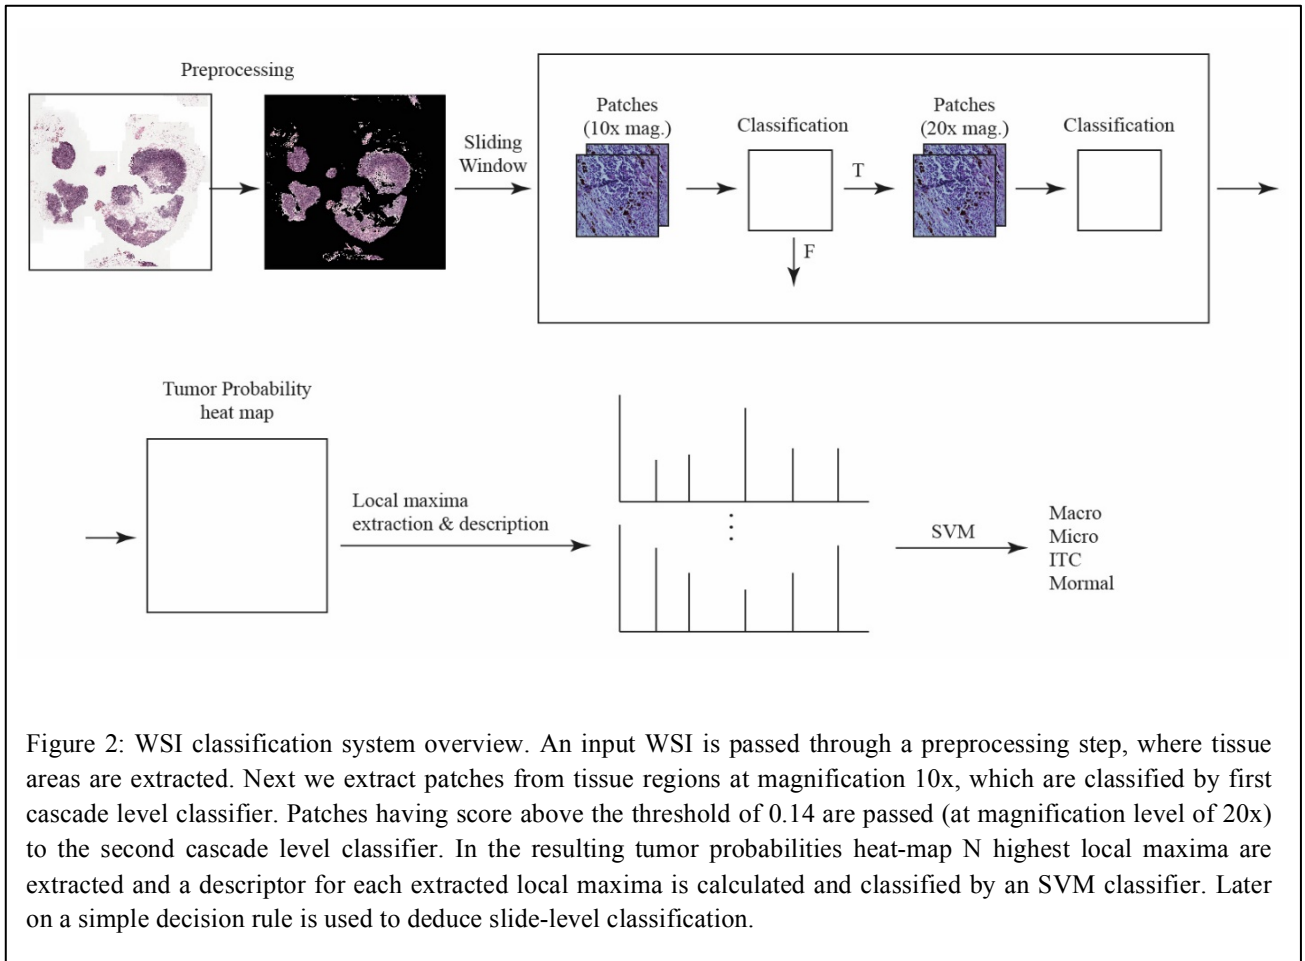 Preprocessing
Sliding
Window
Patches
(10x mag.)
Classification
T
F
Patches
(20x mag.)
Classification
Tumor Probability
heat map
Local maxima
extraction & description
SVM
Macro
Micro
ITC
Mormal
Figure 2: WSI classification system overview. An input WSI is passed through a preprocessing step, where tissue
areas are extracted. Next we extract patches from tissue regions at magnification 10x, which are classified by first
cascade level classifier. Patches having score above the threshold of 0.14 are passed (at magnification level of 20x)
to the second cascade level classifier. In the resulting tumor probabilities heat-map N highest local maxima are
extracted and a descriptor for each extracted local maxima is calculated and classified by an SVM classifier. Later
on a simple decision rule is used to deduce slide-level classification.